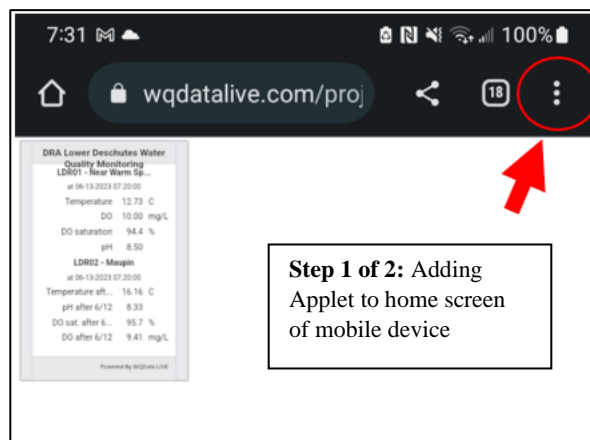 7:31 100%
wqdatalive.com/proj 18
DRA Lower Deschutes Water
Quality Monitoring
LDR01 - Near Warm Sp...
at 06-13-2023 07:20:00
Temperature 12.73 C
DO 10.00 mg/L
DO saturation 94.4 %
pH 8.50
LDR02 - Maupin
at 06-13-2023 07:20:00
Temperature aft... 16.16 C
pH after 6/12 8.33
DO sat. after 6... 95.7 %
DO after 6/12 9.41 mg/L
Powered By WQData LIVE
Step 1 of 2: Adding
Applet to home screen
of mobile device